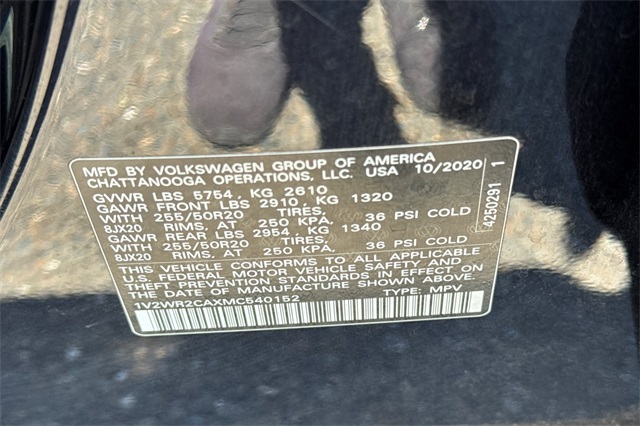 MFD BY VOLKSWAGEN GROUP OF AMERICA
CHATTANOOGA OPERATIONS, LLC. USA 10/2020
GVWR LBS 5754, KG 2610
GAWR FRONT LBS 2910, KG 1320
WITH 255/50R20 TIRES,
8JX20 RIMS, AT 250 KPA. 36 PSI COLD
GAWR REAR LBS 2954, KG 1340
WITH 255/50R20 TIRES,
8JX20 RIMS, AT 250 KPA. 36 PSI COLD
THIS VEHICLE CONFORMS TO ALL APPLICABLE
U.S. FEDERAL MOTOR VEHICLE SAFETY AND
THEFT PREVENTION STANDARDS IN EFFECT ON
THE DATE OF MANUFACTURE SHOWN ABOVE.
1V2WR2CAXMC540152 TYPE: MPV
4250291 1